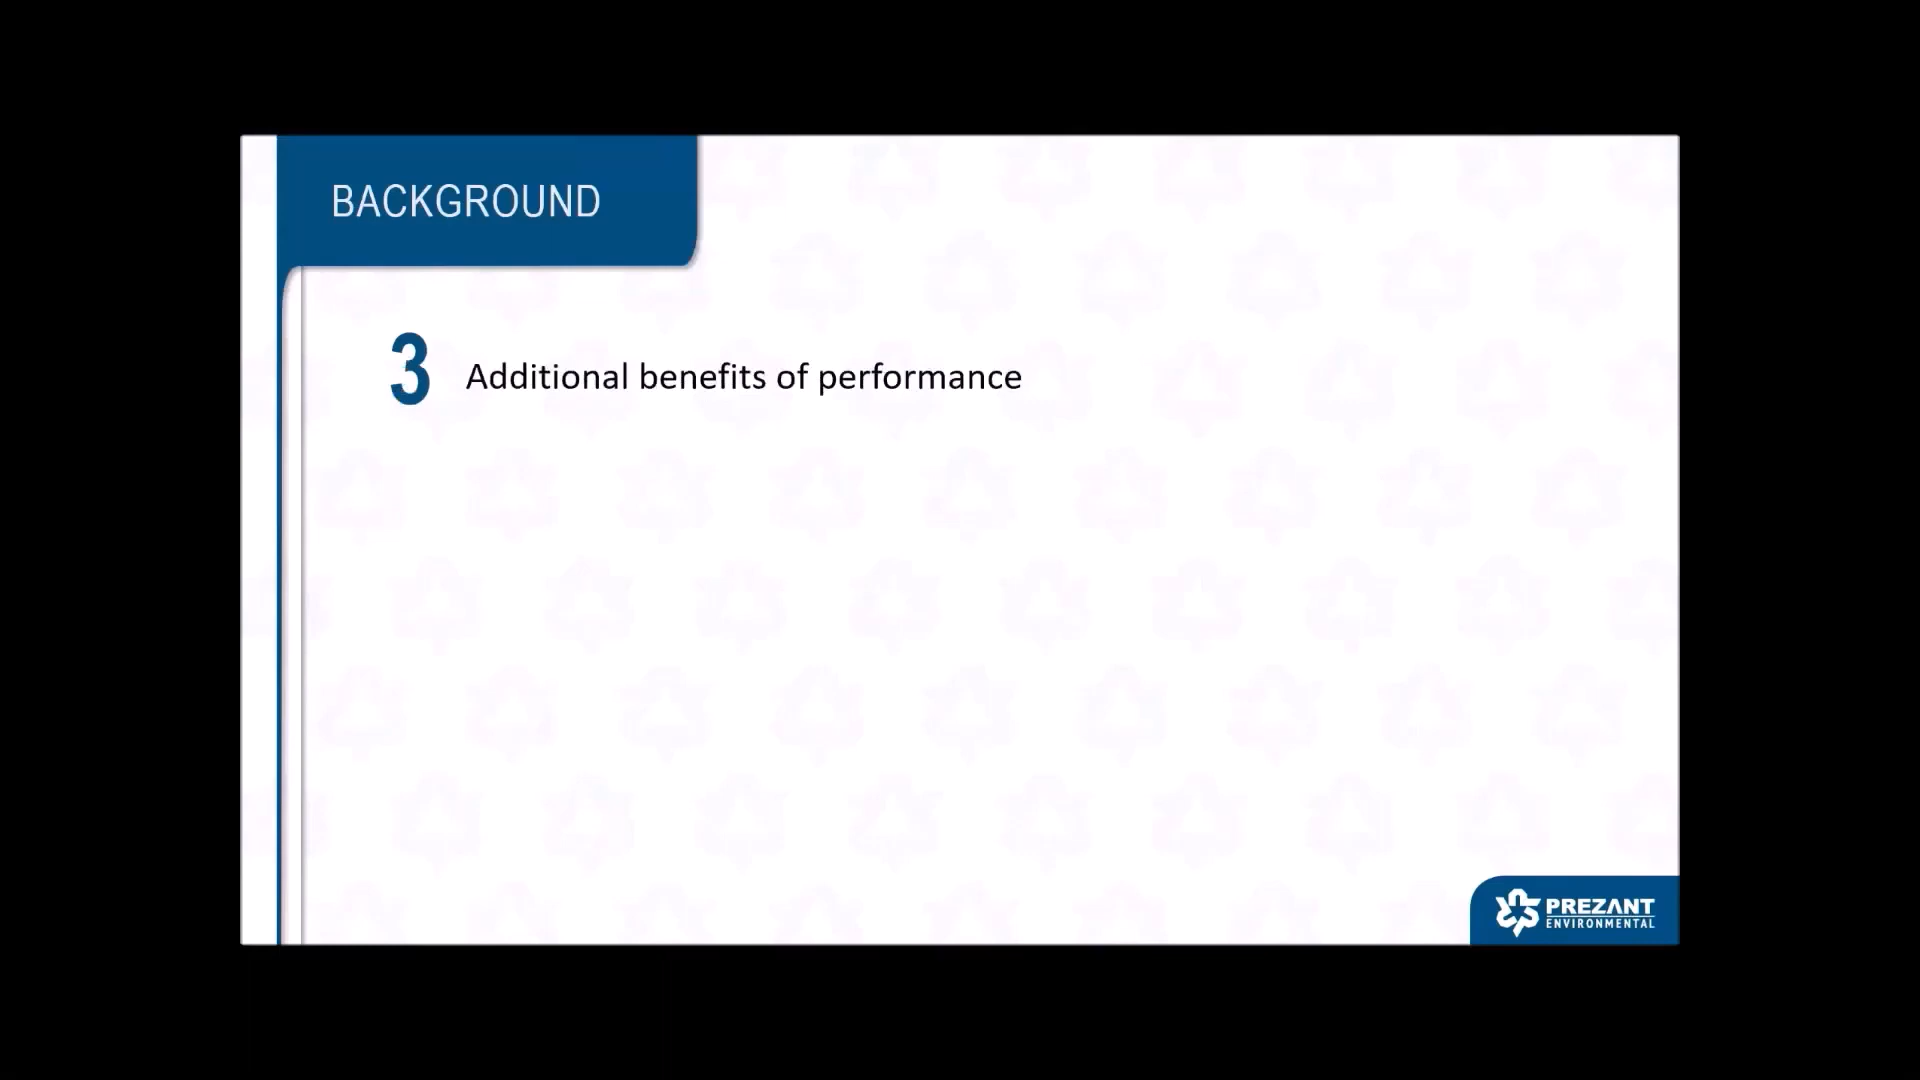 BACKGROUND
3 Additional benefits of performance
PREZANT
ENVIRONMENTAL